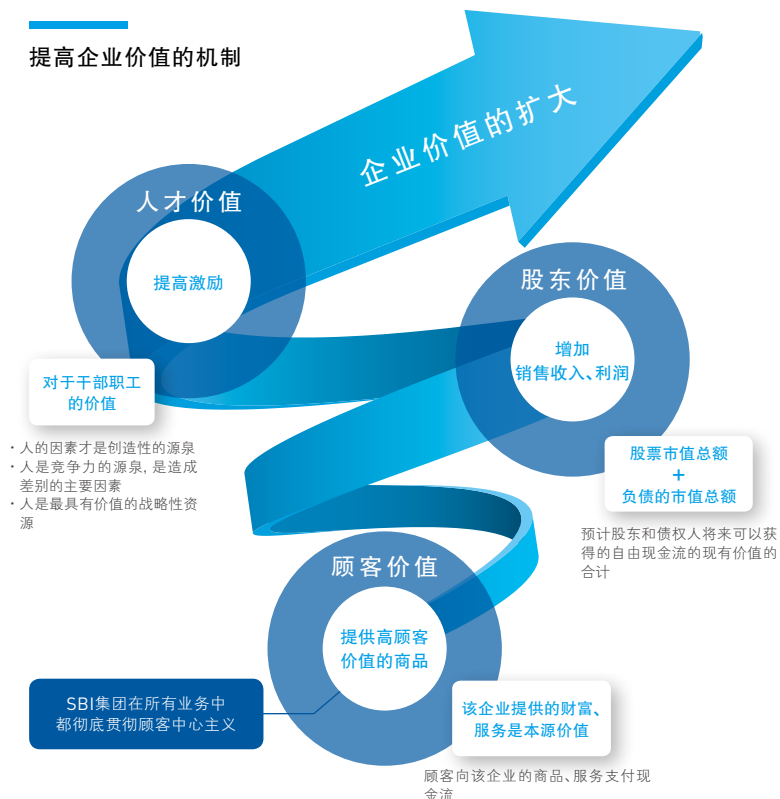 提高企业价值的机制
企业价值的扩大
人才价值
提高激励
对于干部职工
的价值
・人的因素才是创造性的源泉
・人是竞争力的源泉, 是造成
差别的主要因素
・人是最具有价值的战略性资
源
股东价值
增加
销售收入、利润
股票市值总额
+
负债的市值总额
预计股东和债权人将来可以获
得的自由现金流的现有价值的
合计
顾客价值
提供高顾客
价值的商品
SBI集团在所有业务中
都彻底贯彻顾客中心主义
该企业提供的财富、
服务是本源价值
顾客向该企业的商品、服务支付现
金流